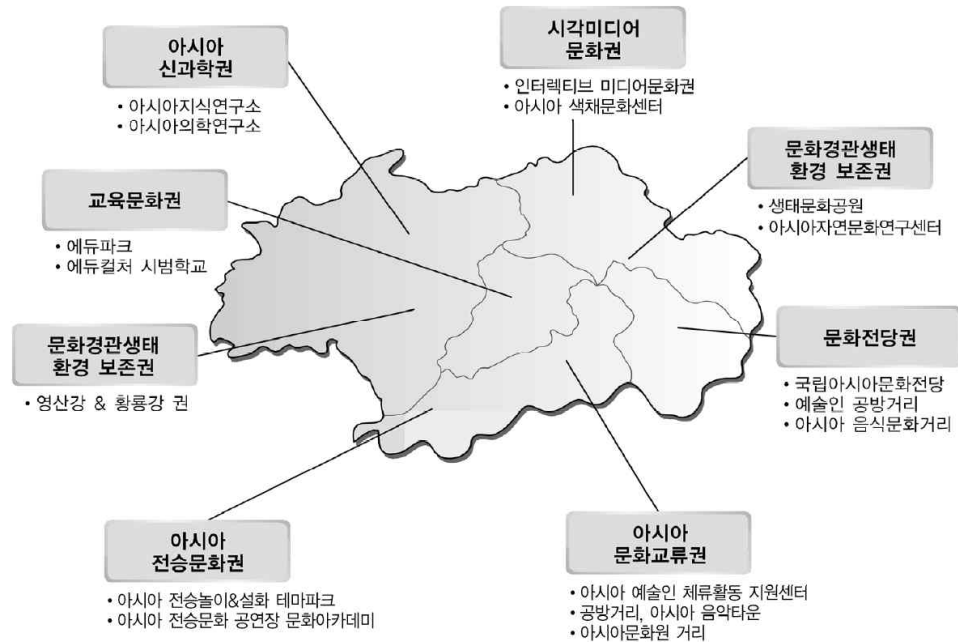 아시아
신과학권
• 아시아지식연구소
• 아시아의학연구소
시각미디어
문화권
• 인터렉티브 미디어문화권
• 아시아 색채문화센터
교육문화권
• 에듀파크
• 에듀컬처 시범학교
문화경관생태
환경 보존권
• 생태문화공원
• 아시아자연문화연구센터
문화경관생태
환경 보존권
• 영산강 & 황룡강 권
문화전당권
• 국립아시아문화전당
• 예술인 공방거리
• 아시아 음식문화거리
아시아
전승문화권
• 아시아 전승놀이&설화 테마파크
• 아시아 전승문화 공연장 문화아카데미
아시아
문화교류권
• 아시아 예술인 체류활동 지원센터
• 공방거리, 아시아 음악타운
• 아시아문화원 거리